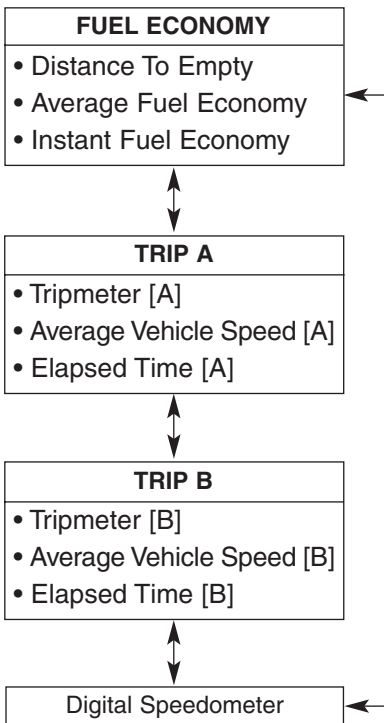 FUEL ECONOMY
• Distance To Empty
• Average Fuel Economy
• Instant Fuel Economy
TRIP A
• Tripmeter [A]
• Average Vehicle Speed [A]
• Elapsed Time [A]
TRIP B
• Tripmeter [B]
• Average Vehicle Speed [B]
• Elapsed Time [B]
Digital Speedometer